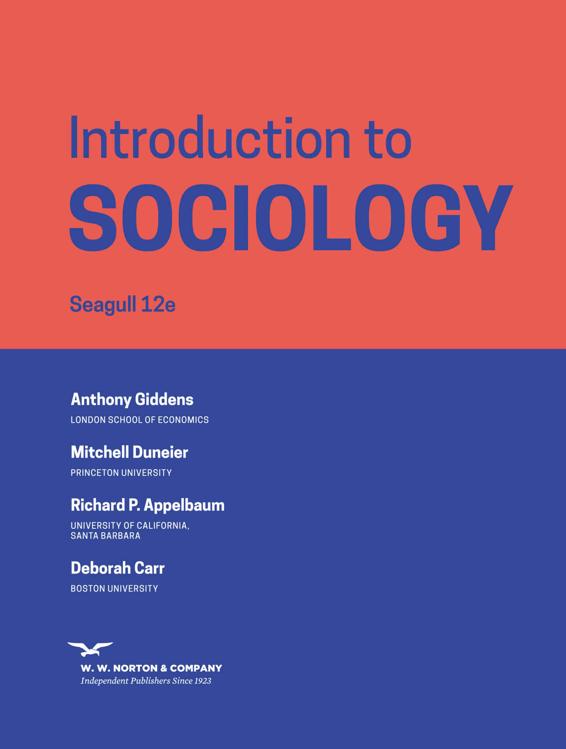 Introduction to
SOCIOLOGY
Seagull 12e
Anthony Giddens
LONDON SCHOOL OF ECONOMICS
Mitchell Duneier
PRINCETON UNIVERSITY
Richard P. Appelbaum
UNIVERSITY OF CALIFORNIA,
SANTA BARBARA
Deborah Carr
BOSTON UNIVERSITY
W. W. NORTON & COMPANY
Independent Publishers Since 1923